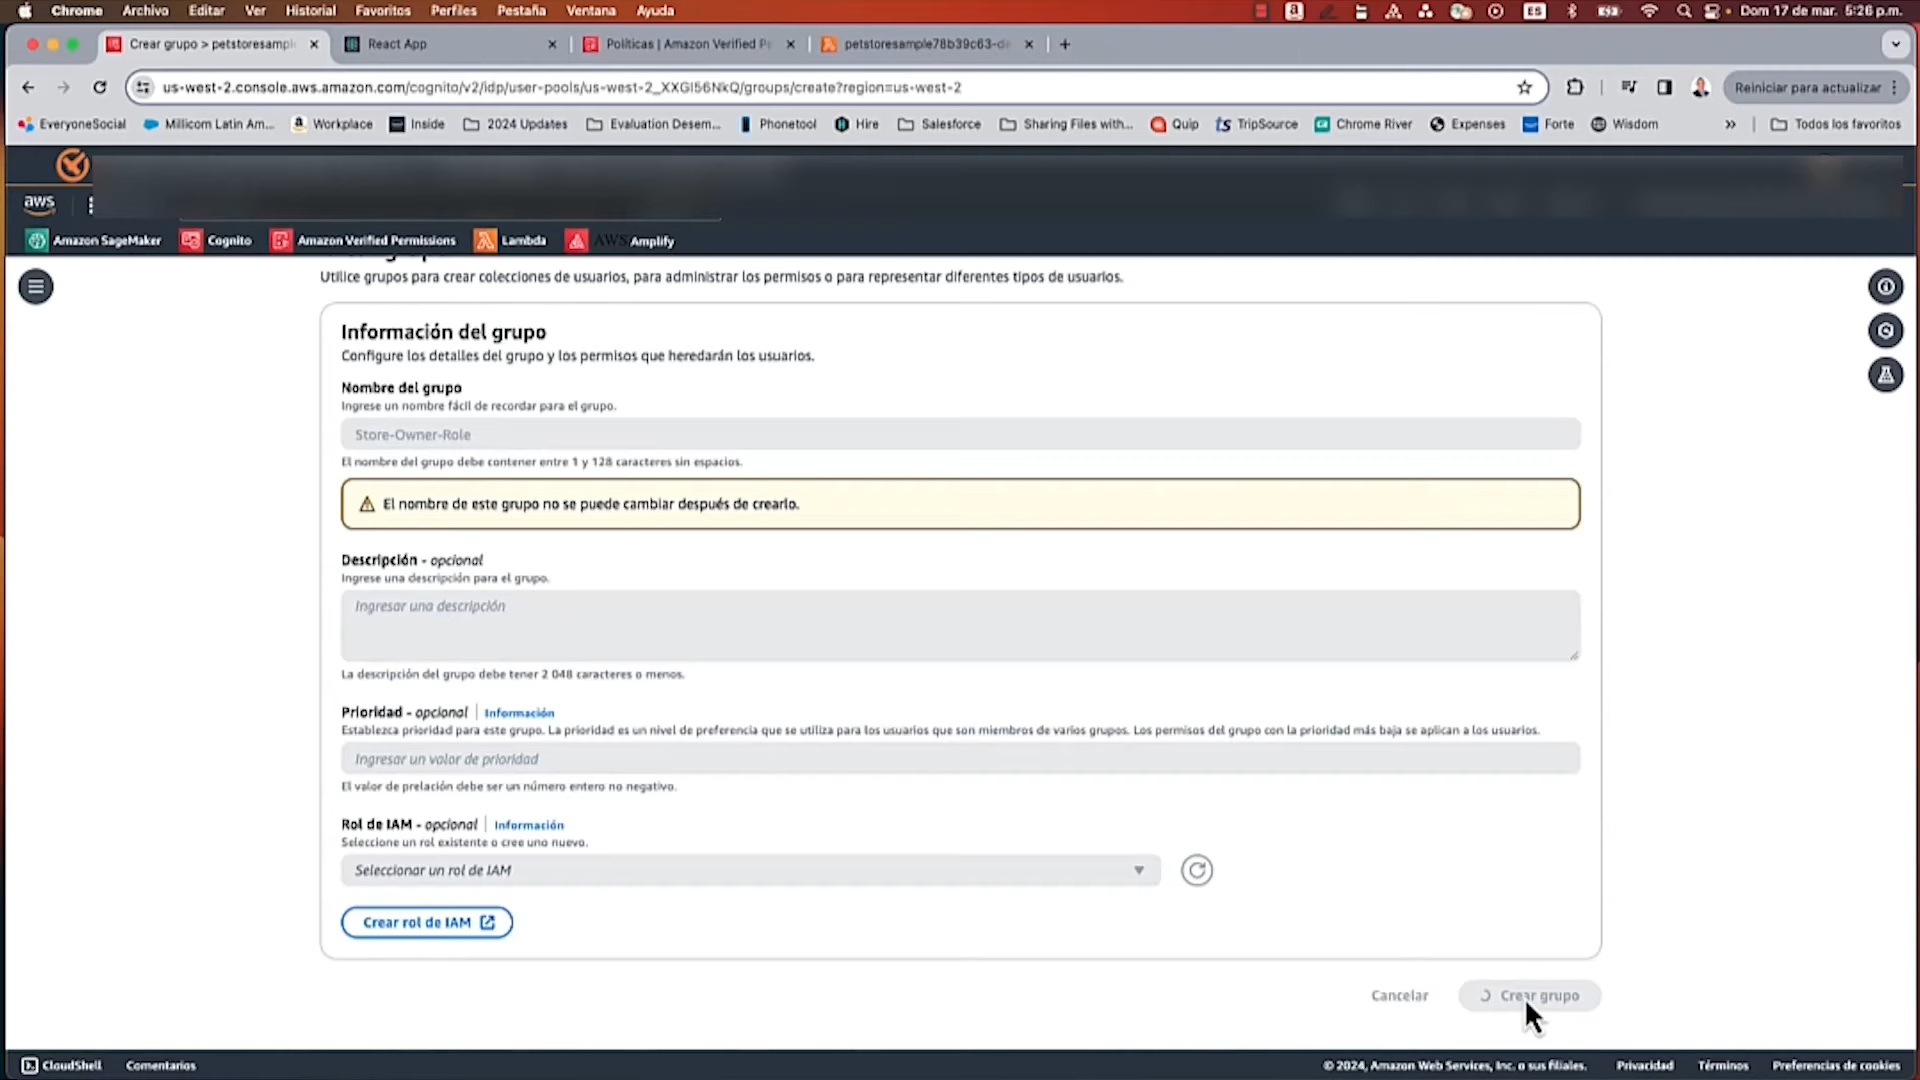 Chrome Archivo Editar Ver Historial Favoritos Perfiles Pestaña Ventana Ayuda ES Dom 17 de mar. 5:26 p.m.
Crear grupo > petstoresampl React App Políticas | Amazon Verified Pe petstoresample78b39c63-de
us-west-2.console.aws.amazon.com/cognito/v2/idp/user-pools/us-west-2_XXGI56NkQ/groups/create?region=us-west-2 Reiniciar para actualizar
EveryoneSocial Millicom Latin Am... Workplace Inside 2024 Updates Evaluation Desem... Phonetool Hire Salesforce Sharing Files with... Quip TripSource Chrome River Expenses Forte Wisdom » Todos los favoritos
aws
Amazon SageMaker Cognito Amazon Verified Permissions Lambda AWS Amplify
Utilice grupos para crear colecciones de usuarios, para administrar los permisos o para representar diferentes tipos de usuarios.
Información del grupo
Configure los detalles del grupo y los permisos que heredarán los usuarios.
Nombre del grupo
Ingrese un nombre fácil de recordar para el grupo.
Store-Owner-Role
El nombre del grupo debe contener entre 1 y 128 caracteres sin espacios.
El nombre de este grupo no se puede cambiar después de crearlo.
Descripción - opcional
Ingrese una descripción para el grupo.
Ingresar una descripción
La descripción del grupo debe tener 2 048 caracteres o menos.
Prioridad - opcional | Información
Establezca prioridad para este grupo. La prioridad es un nivel de preferencia que se utiliza para los usuarios que son miembros de varios grupos. Los permisos del grupo con la prioridad más baja se aplican a los usuarios.
Ingresar un valor de prioridad
El valor de prelación debe ser un número entero no negativo.
Rol de IAM - opcional | Información
Seleccione un rol existente o cree uno nuevo.
Seleccionar un rol de IAM
Crear rol de IAM
Cancelar Crear grupo
CloudShell Comentarios © 2024, Amazon Web Services, Inc. o sus filiales. Privacidad Términos Preferencias de cookies